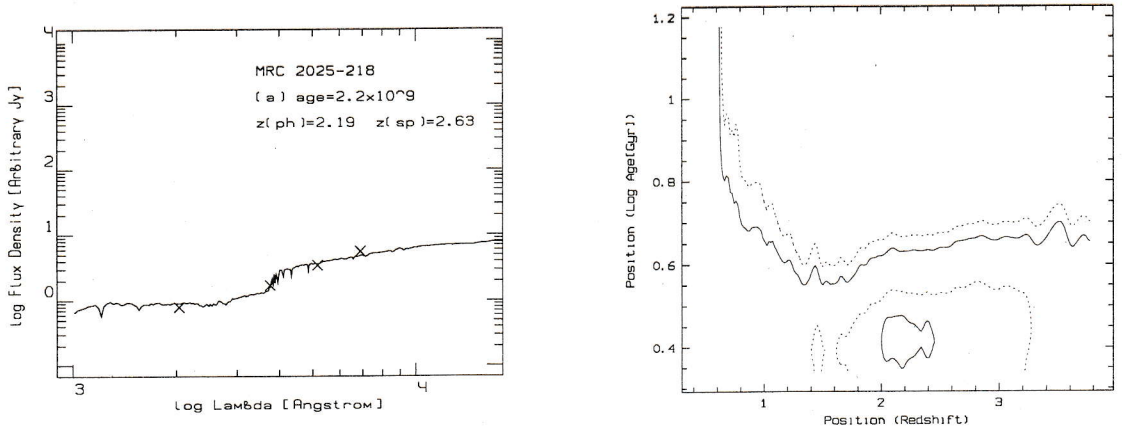 4
3
2
1
0
log Flux Density [Arbitrary Jy]
MRC 2025-218
(a) age=2.2x10^9
z(ph)=2.19 z(sp)=2.63
3
4
log Lambda [Angstrom]
1.2
1
0.8
0.6
0.4
Position (Log Age[Gyr)
1
2
3
Position (Redshift)